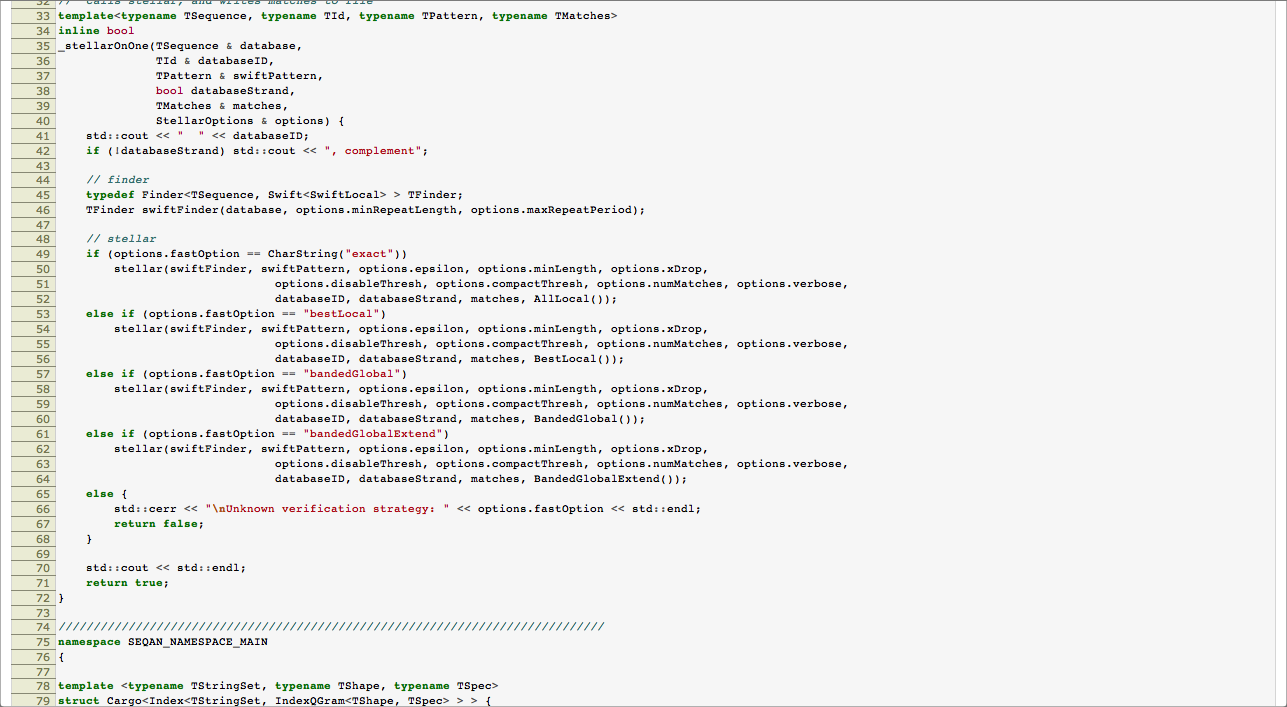 32 // Calls stellar, and writes matches to file
33 template<typename TSequence, typename TId, typename TPattern, typename TMatches>
34 inline bool
35 _stellarOnOne(TSequence & database,
36               TId & databaseID,
37               TPattern & swiftPattern,
38               bool databaseStrand,
39               TMatches & matches,
40               StellarOptions & options) {
41     std::cout << "  " << databaseID;
42     if (!databaseStrand) std::cout << ", complement";
43
44     // finder
45     typedef Finder<TSequence, Swift<SwiftLocal> > TFinder;
46     TFinder swiftFinder(database, options.minRepeatLength, options.maxRepeatPeriod);
47
48     // stellar
49     if (options.fastOption == CharString("exact"))
50         stellar(swiftFinder, swiftPattern, options.epsilon, options.minLength, options.xDrop,
51                                options.disableThresh, options.compactThresh, options.numMatches, options.verbose,
52                                databaseID, databaseStrand, matches, AllLocal());
53     else if (options.fastOption == "bestLocal")
54         stellar(swiftFinder, swiftPattern, options.epsilon, options.minLength, options.xDrop,
55                                options.disableThresh, options.compactThresh, options.numMatches, options.verbose,
56                                databaseID, databaseStrand, matches, BestLocal());
57     else if (options.fastOption == "bandedGlobal")
58         stellar(swiftFinder, swiftPattern, options.epsilon, options.minLength, options.xDrop,
59                                options.disableThresh, options.compactThresh, options.numMatches, options.verbose,
60                                databaseID, databaseStrand, matches, BandedGlobal());
61     else if (options.fastOption == "bandedGlobalExtend")
62         stellar(swiftFinder, swiftPattern, options.epsilon, options.minLength, options.xDrop,
63                                options.disableThresh, options.compactThresh, options.numMatches, options.verbose,
64                                databaseID, databaseStrand, matches, BandedGlobalExtend());
65     else {
66         std::cerr << "\nUnknown verification strategy: " << options.fastOption << std::endl;
67         return false;
68     }
69
70     std::cout << std::endl;
71     return true;
72 }
73
74 //////////////////////////////////////////////////////////////////////////////
75 namespace SEQAN_NAMESPACE_MAIN
76 {
77
78 template <typename TStringSet, typename TShape, typename TSpec>
79 struct Cargo<Index<TStringSet, IndexQGram<TShape, TSpec> > > {